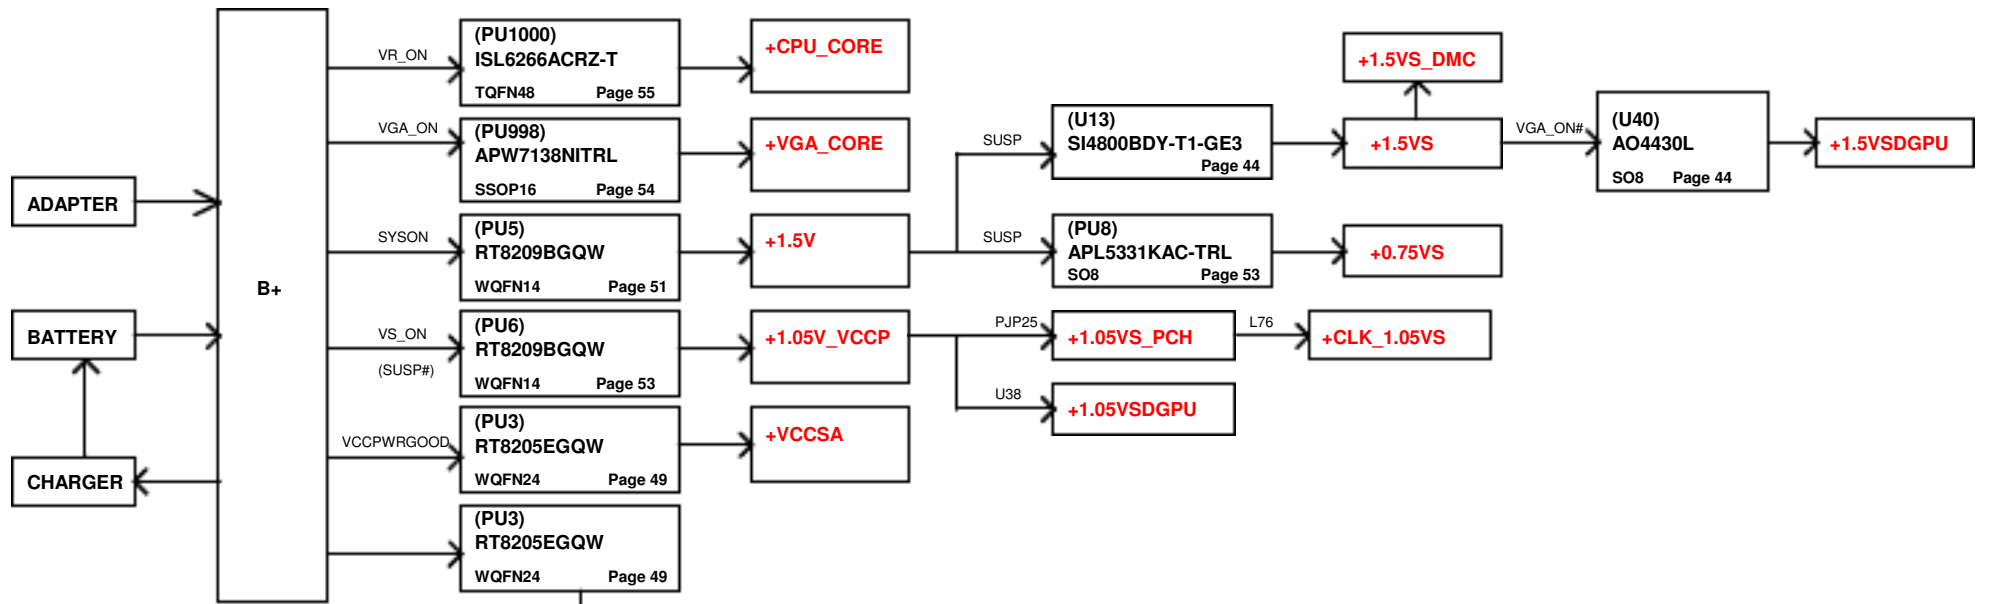 ADAPTER
BATTERY
CHARGER
B+
VR_ON
(PU1000)
ISL6266ACRZ-T
TQFN48 Page 55
+CPU_CORE
VGA_ON
(PU998)
APW7138NITRL
SSOP16 Page 54
+VGA_CORE
SYSON
(PU5)
RT8209BGQW
WQFN14 Page 51
+1.5V
SUSP
(U13)
SI4800BDY-T1-GE3
Page 44
+1.5VS
+1.5VS_DMC
VGA_ON#
(U40)
AO4430L
SO8 Page 44
+1.5VSDGPU
SUSP
(PU8)
APL5331KAC-TRL
SO8 Page 53
+0.75VS
VS_ON
(SUSP#)
(PU6)
RT8209BGQW
WQFN14 Page 53
+1.05V_VCCP
PJP25
+1.05VS_PCH
L76
+CLK_1.05VS
U38
+1.05VSDGPU
VCCPWRGOOD
(PU3)
RT8205EGQW
WQFN24 Page 49
+VCCSA
(PU3)
RT8205EGQW
WQFN24 Page 49